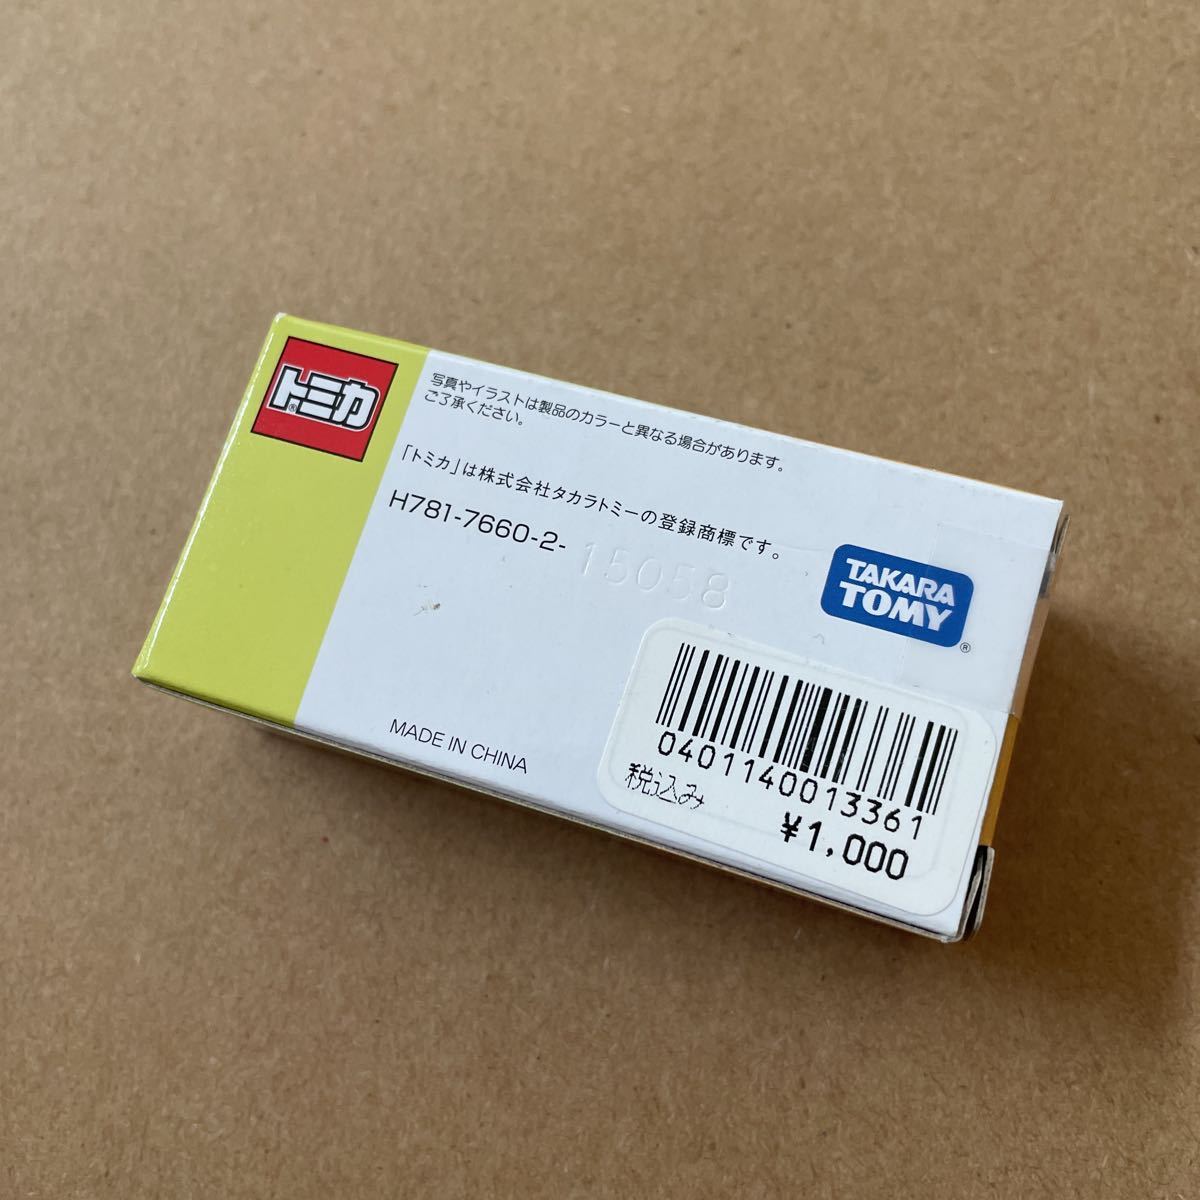 トミカ®
写真やイラストは製品のカラーと異なる場合があります。
ご了承ください。
「トミカ」は株式会社タカラトミーの登録商標です。
H781-7660-2-15058
TAKARA
TOMY®
MADE IN CHINA
0401140013361
税込み
¥1,000